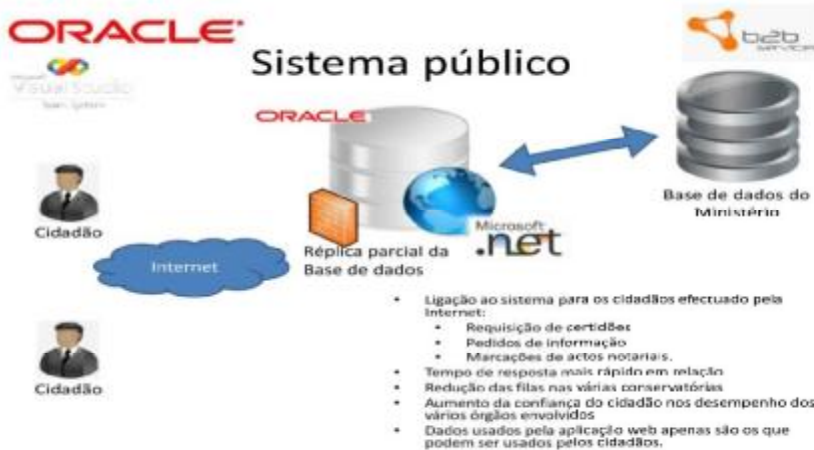 ORACLE
Sistema público
b2b
Visual Studio
ORACLE
Cidadão
Internet
Réplica parcial da
Base de dados
Microsoft
.net
Base de dados do
Ministério
Cidadão
• Ligação ao sistema para os cidadãos efectuado pela
Internet:
• Requisição de certidões
• Pedidos de informação
• Marcações de actos notariais.
• Tempo de resposta mais rápido em relação
• Redução das filas nas várias conservatórias
• Aumento da confiança do cidadão nos desempenho dos
vários órgãos envolvidos
• Dados usados pela aplicação web apenas são os que
podem ser usados pelos cidadãos.